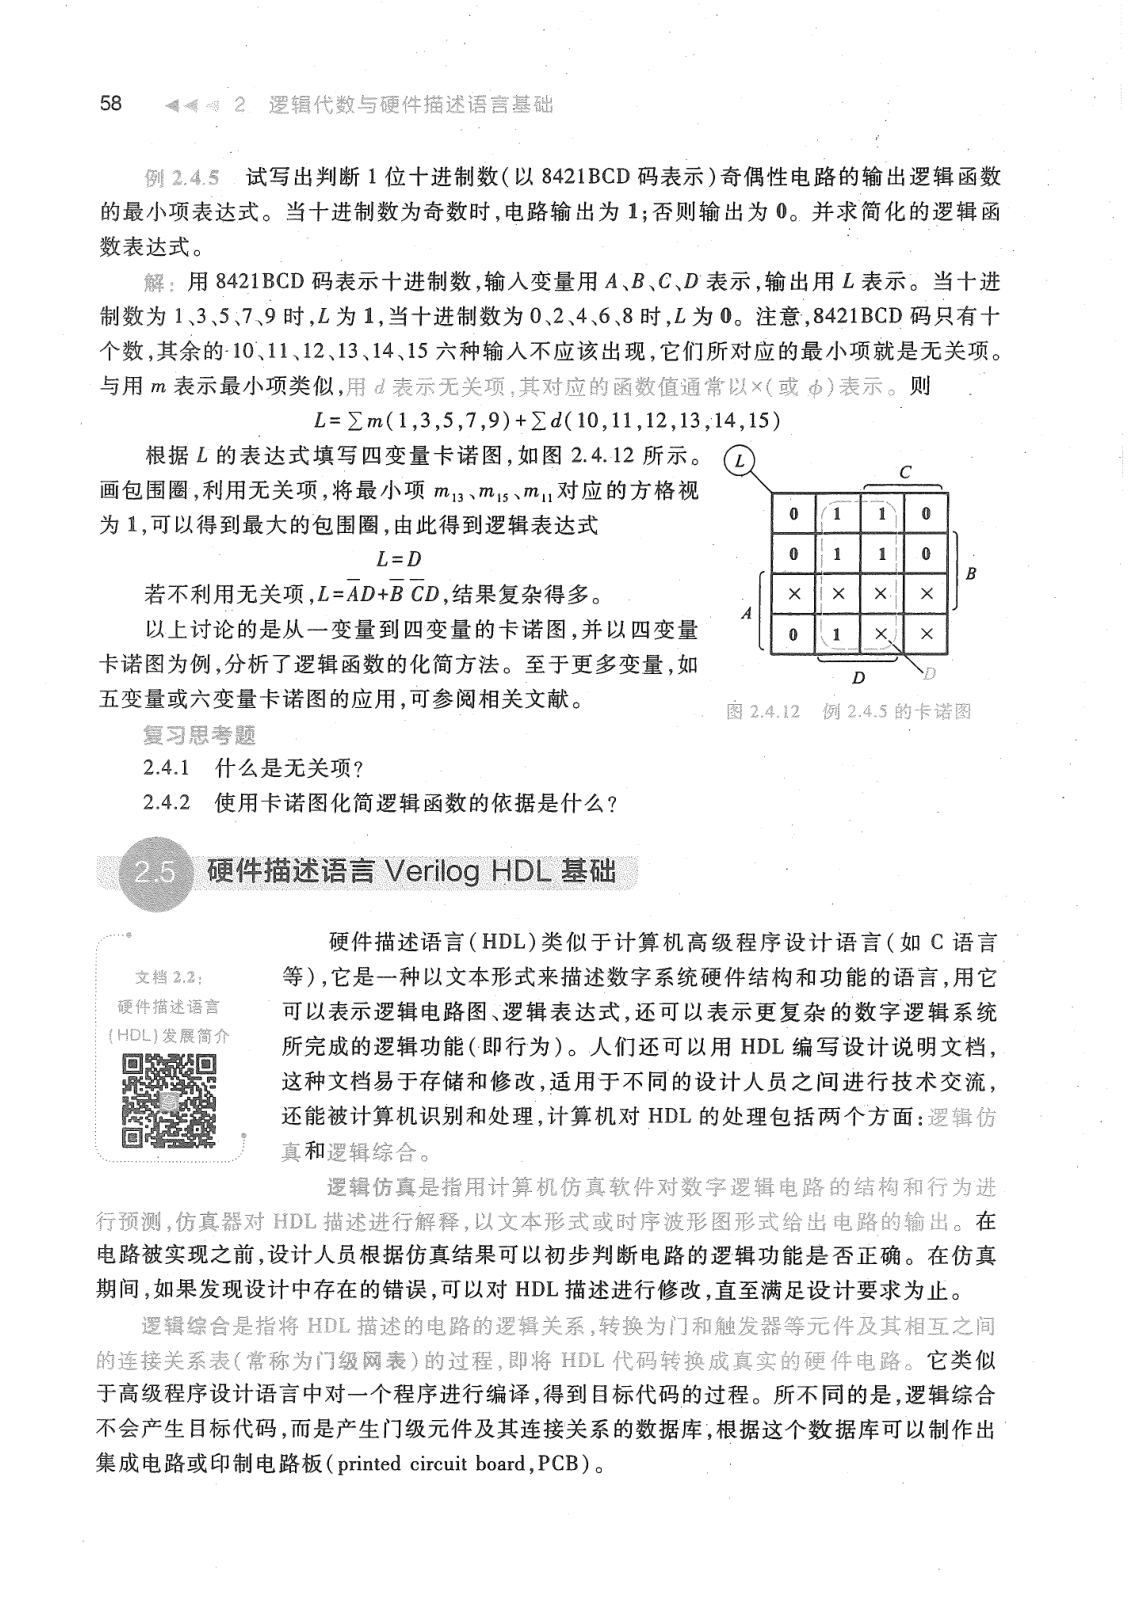 58 2 逻辑代数与硬件描述语言基础
例 2.4.5 试写出判断 1 位十进制数(以 8421BCD 码表示)奇偶性电路的输出逻辑函数
的最小项表达式。当十进制数为奇数时,电路输出为 1;否则输出为 0。并求简化的逻辑函
数表达式。
解: 用 8421BCD 码表示十进制数,输入变量用 A、B、C、D 表示,输出用 L 表示。当十进
制数为 1、3、5、7、9 时,L 为 1,当十进制数为 0、2、4、6、8 时,L 为 0。注意,8421BCD 码只有十
个数,其余的 10、11、12、13、14、15 六种输入不应该出现,它们所对应的最小项就是无关项。
与用 m 表示最小项类似,用 d 表示无关项,其对应的函数值通常以×(或 ϕ)表示。则
L=∑m(1,3,5,7,9)+∑d(10,11,12,13,14,15)
根据 L 的表达式填写四变量卡诺图,如图 2.4.12 所示。
画包围圈,利用无关项,将最小项 m₁₃、m₁₅、m₁₁对应的方格视
为 1,可以得到最大的包围圈,由此得到逻辑表达式
L=D
若不利用无关项,L=A̅D+B̅ C̅D,结果复杂得多。
以上讨论的是从一变量到四变量的卡诺图,并以四变量
卡诺图为例,分析了逻辑函数的化简方法。至于更多变量,如
五变量或六变量卡诺图的应用,可参阅相关文献。
L
C
0 1 1 0
0 1 1 0
B
× × × ×
A
0 1 × ×
D D
图 2.4.12 例 2.4.5 的卡诺图
复习思考题
2.4.1 什么是无关项?
2.4.2 使用卡诺图化简逻辑函数的依据是什么?
2.5 硬件描述语言 Verilog HDL 基础
文档 2.2:
硬件描述语言
(HDL)发展简介
硬件描述语言(HDL)类似于计算机高级程序设计语言(如 C 语言
等),它是一种以文本形式来描述数字系统硬件结构和功能的语言,用它
可以表示逻辑电路图、逻辑表达式,还可以表示更复杂的数字逻辑系统
所完成的逻辑功能(即行为)。人们还可以用 HDL 编写设计说明文档,
这种文档易于存储和修改,适用于不同的设计人员之间进行技术交流,
还能被计算机识别和处理,计算机对 HDL 的处理包括两个方面:逻辑仿
真和逻辑综合。
逻辑仿真是指用计算机仿真软件对数字逻辑电路的结构和行为进
行预测,仿真器对 HDL 描述进行解释,以文本形式或时序波形图形式给出电路的输出。在
电路被实现之前,设计人员根据仿真结果可以初步判断电路的逻辑功能是否正确。在仿真
期间,如果发现设计中存在的错误,可以对 HDL 描述进行修改,直至满足设计要求为止。
逻辑综合是指将 HDL 描述的电路的逻辑关系,转换为门和触发器等元件及其相互之间
的连接关系表(常称为门级网表)的过程,即将 HDL 代码转换成真实的硬件电路。它类似
于高级程序设计语言中对一个程序进行编译,得到目标代码的过程。所不同的是,逻辑综合
不会产生目标代码,而是产生门级元件及其连接关系的数据库,根据这个数据库可以制作出
集成电路或印制电路板(printed circuit board,PCB)。